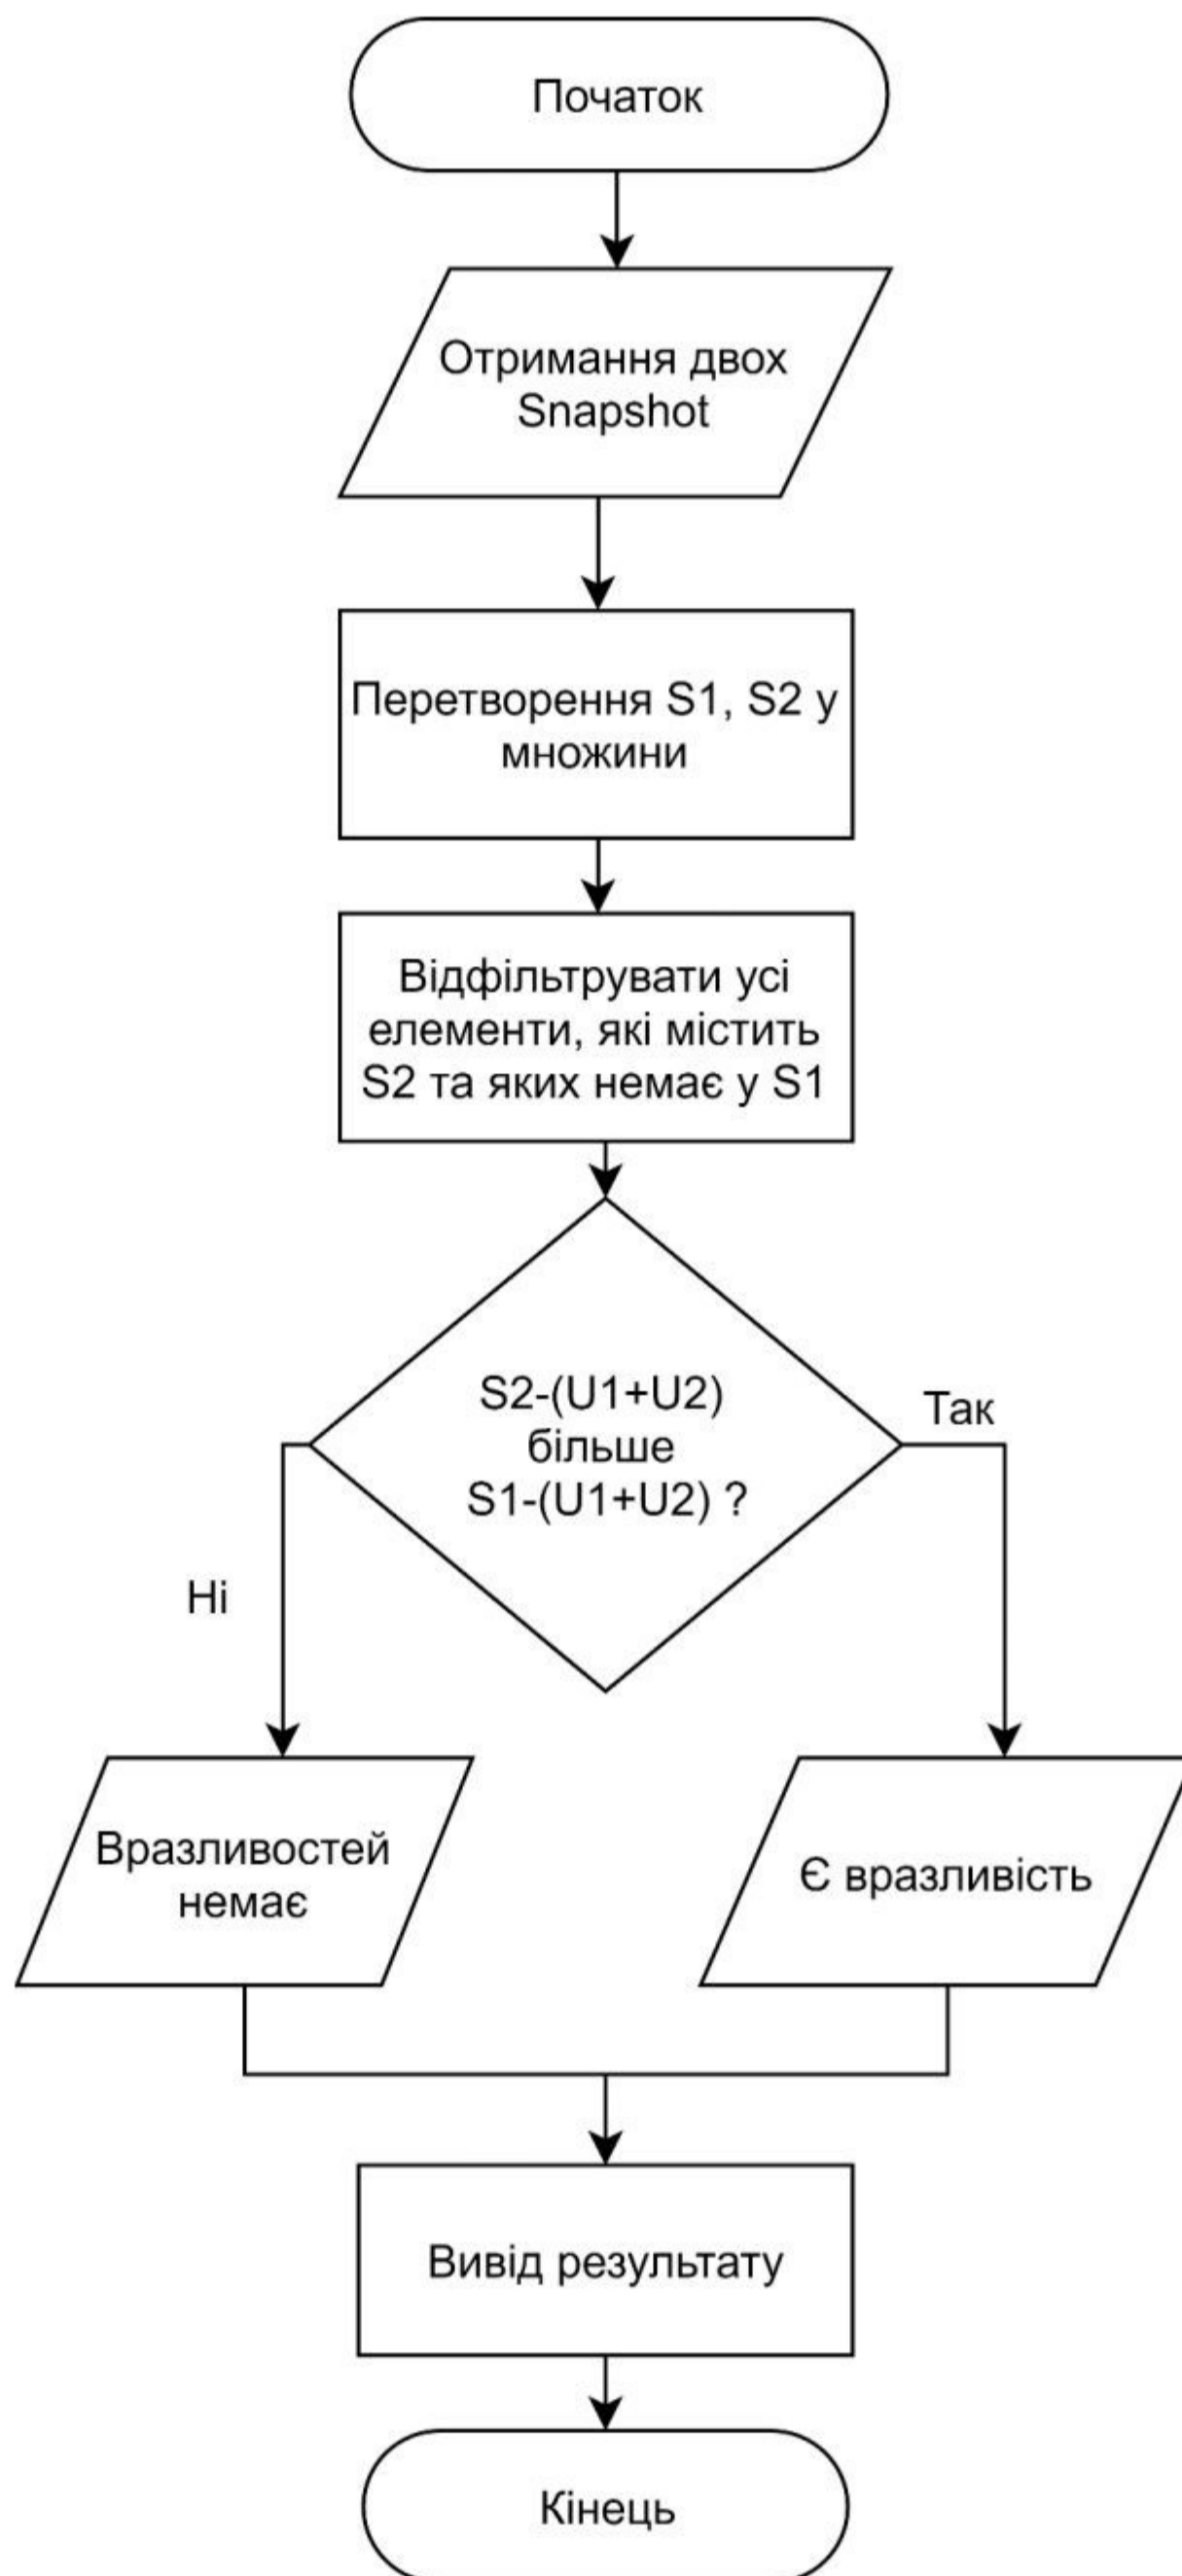 Початок
Отримання двох
Snapshot
Перетворення S1, S2 у
множини
Відфільтрувати усі
елементи, які містить
S2 та яких немає у S1
S2-(U1+U2)
більше
S1-(U1+U2) ?
Так
Ні
Вразливостей
немає
Є вразливість
Вивід результату
Кінець